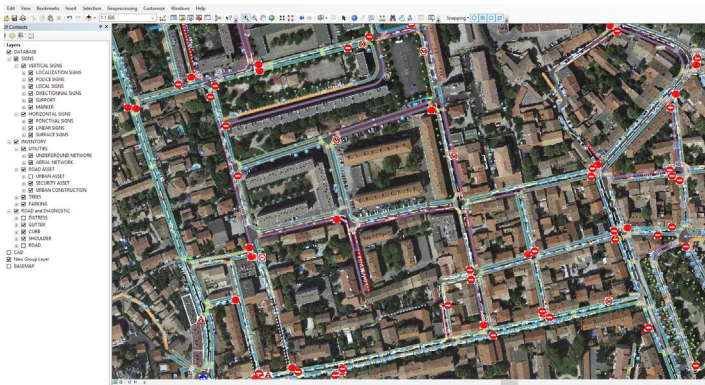 Edit View Bookmarks Insert Selection Geoprocessing Customize Windows Help
1:1 500
Snapping
Of Contents
Layers
DATABASE
SIGNS
VERTICAL SIGNS
LOCALIZATION SIGNS
POLICE SIGNS
LOCAL SIGNS
DIRECTIONNAL SIGNS
SUPPORT
MARKER
HORIZONTAL SIGNS
PONCTUAL SIGNS
LINEAR SIGNS
SURFACE SIGNS
INVENTORY
UTILITIES
UNDERGROUND NETWORK
AERIAL NETWORK
ROAD ASSET
URBAN ASSET
SECURITY ASSET
URBAN CONSTRUCTION
TREES
PARKING
ROAD and DIAGNOSTIC
DISTRESS
GUTTER
CURB
SHOULDER
ROAD
CAD
New Group Layer
BASEMAP